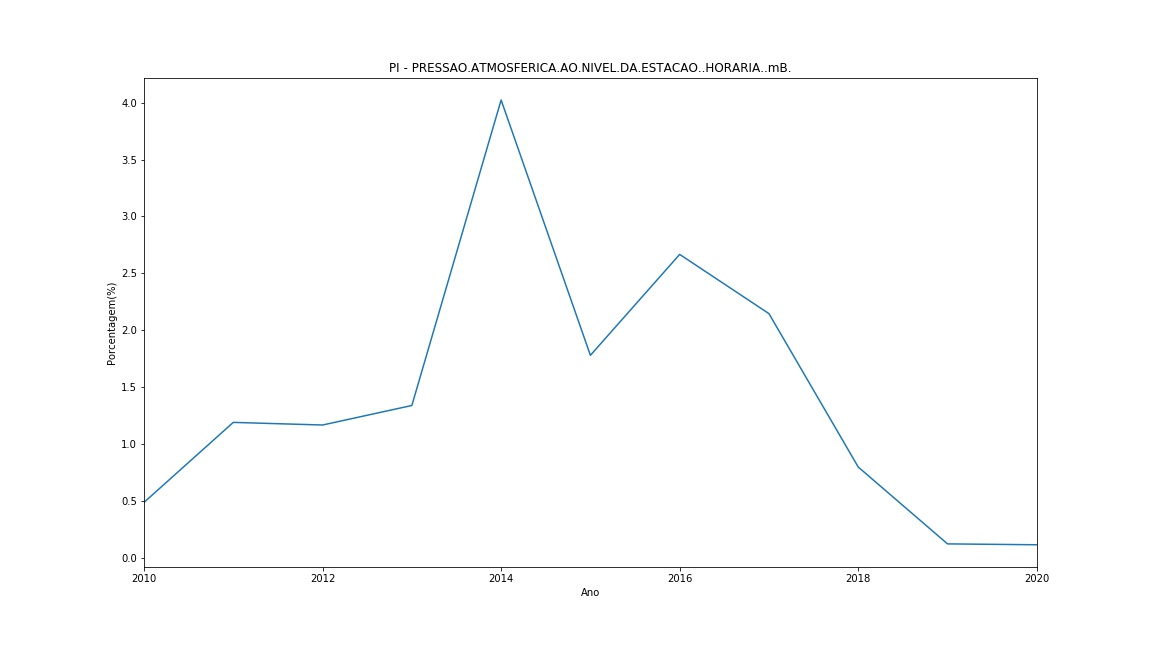 PI - PRESSAO.ATMOSFERICA.AO.NIVEL.DA.ESTACAO..HORARIA..mB.
4.0
3.5
3.0
2.5
2.0
1.5
1.0
0.5
0.0
Porcentagem(%)
2010 2012 2014 2016 2018 2020
Ano